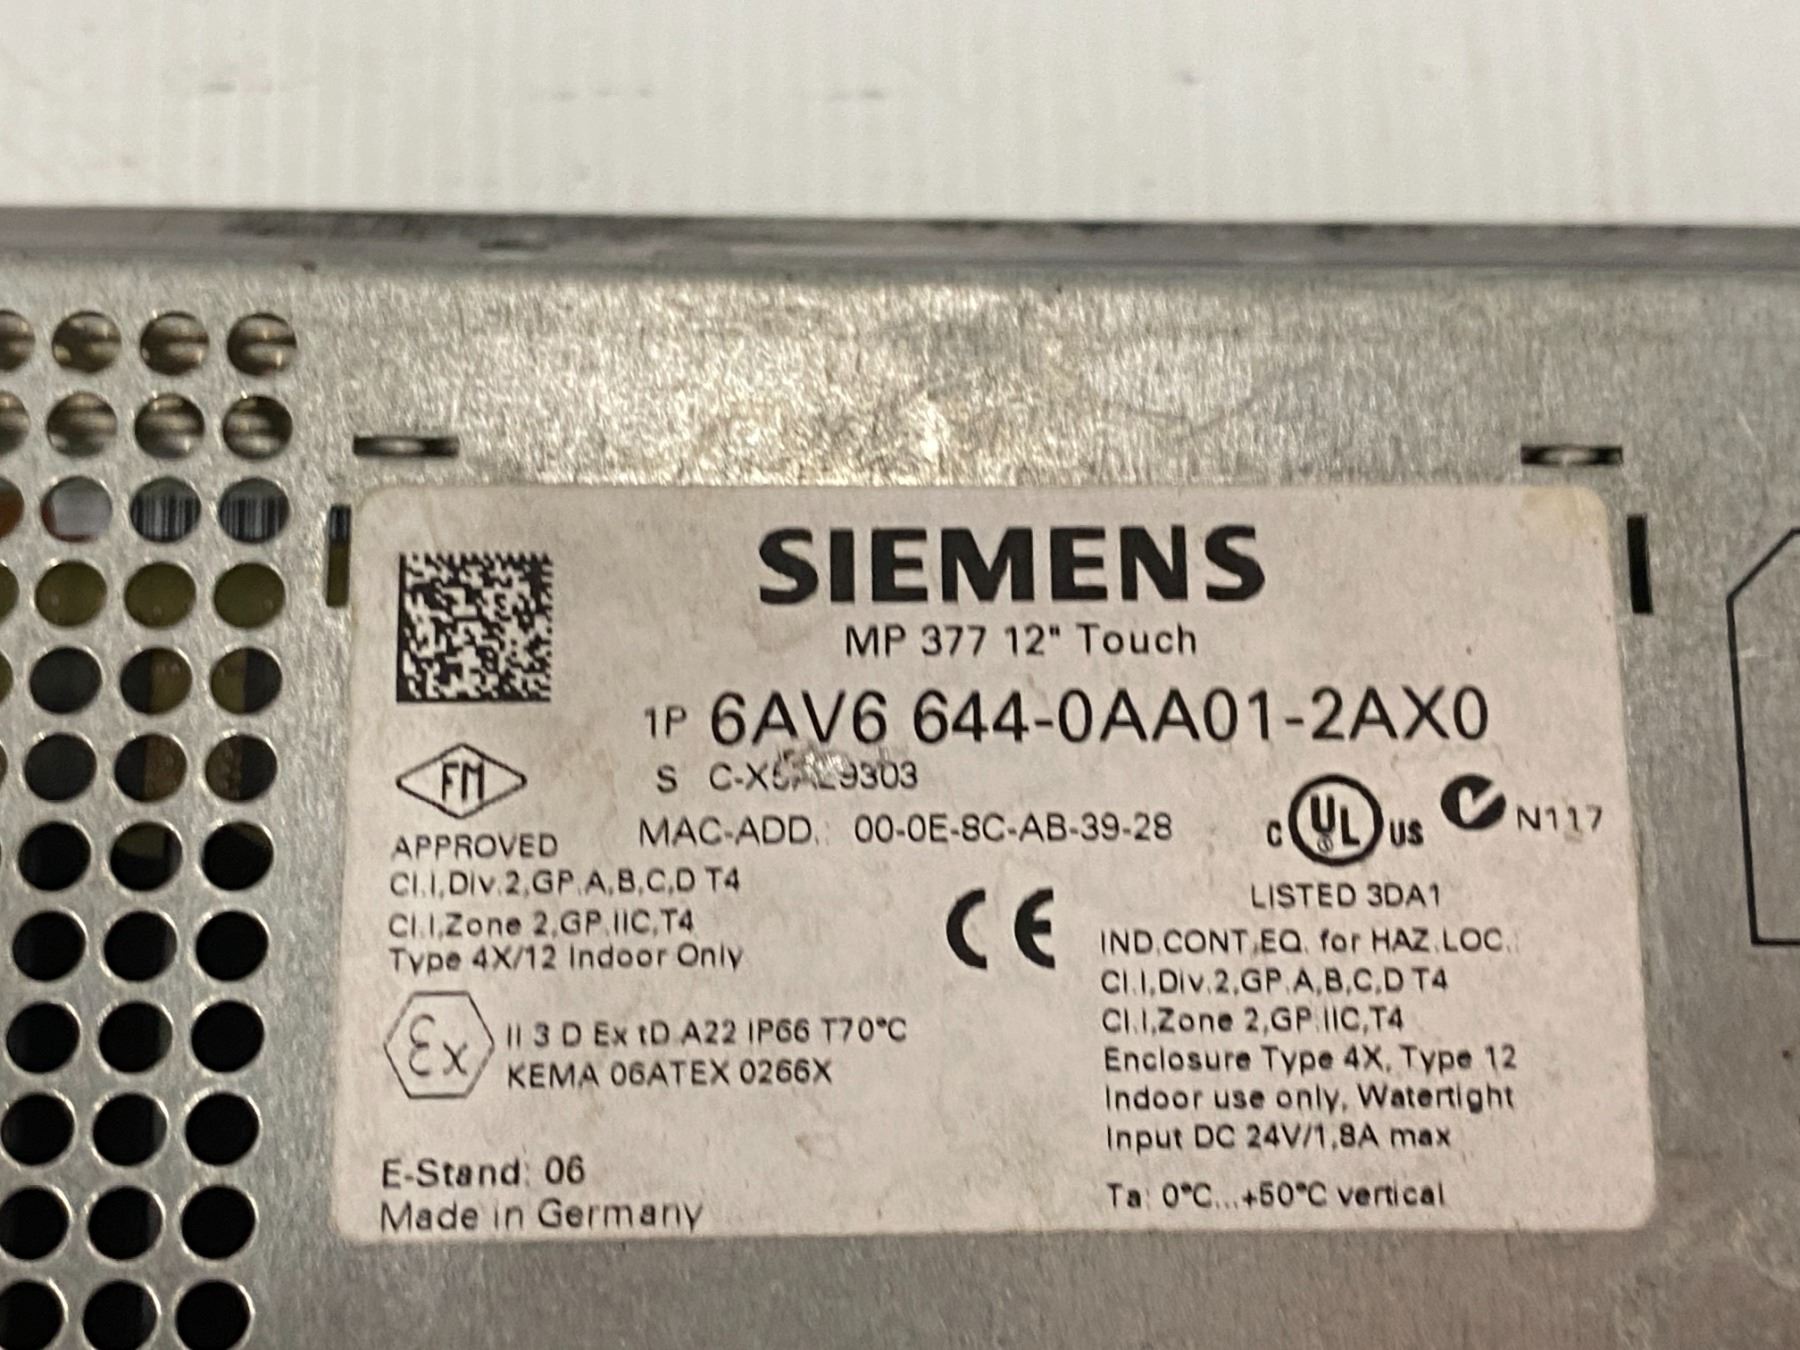 SIEMENS
MP 377 12" Touch
1P 6AV6 644-0AA01-2AX0
S
MAC-ADD.: 00-0E-8C-AB-39-28
FM
APPROVED
Cl.I,Div.2,GP.A,B,C,D T4
Cl.I,Zone 2,GP.IIC,T4
Type 4X/12 Indoor Only
Ex II 3 D Ex tD A22 IP66 T70°C
KEMA 06ATEX 0266X
E-Stand: 06
Made in Germany
CE
C UL ® US N117
LISTED 3DA1
IND.CONT.EQ. for HAZ.LOC.:
Cl.I,Div.2,GP.A,B,C,D T4
Cl.I,Zone 2,GP.IIC,T4
Enclosure Type 4X, Type 12
Indoor use only, Watertight
Input DC 24V/1,8A max
Ta: 0°C...+50°C vertical